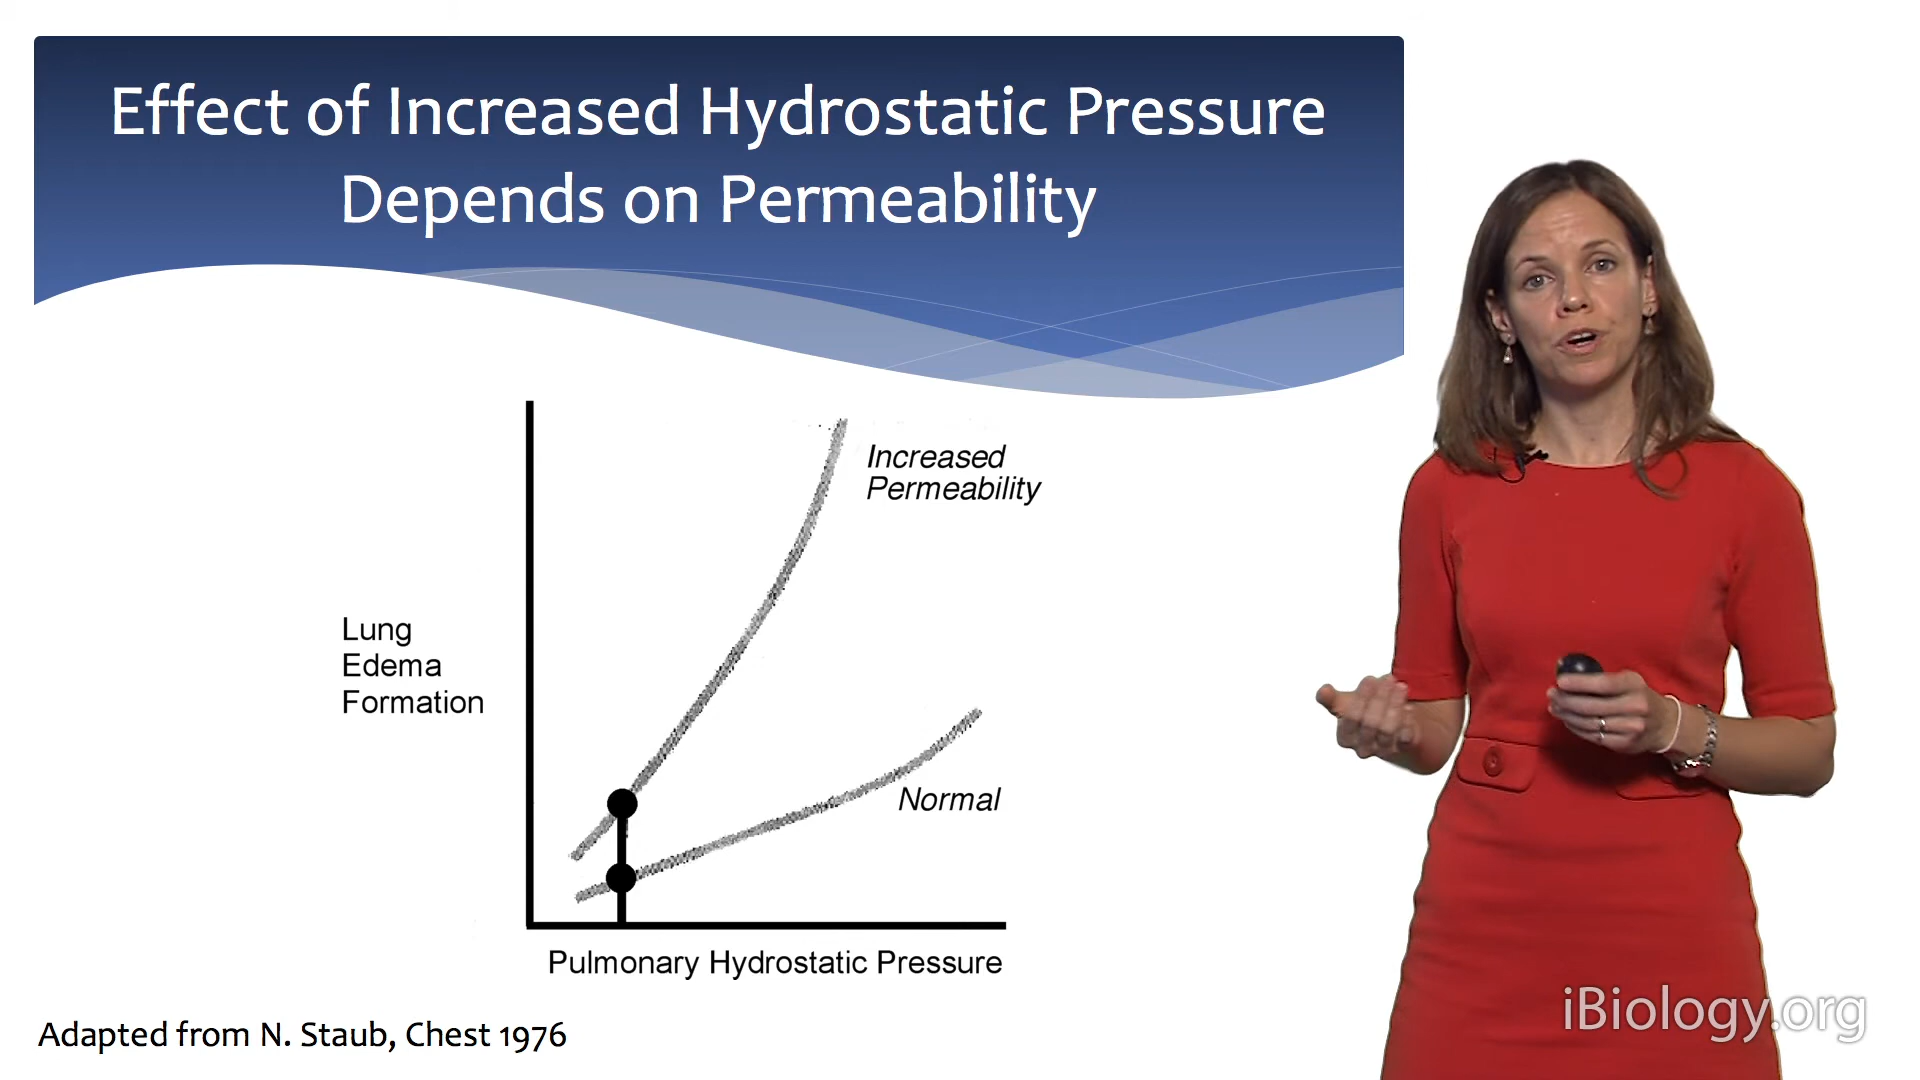 Effect of Increased Hydrostatic Pressure
Depends on Permeability
Increased
Permeability
Lung
Edema
Formation
Normal
Pulmonary Hydrostatic Pressure
Adapted from N. Staub, Chest 1976
iBiology.org